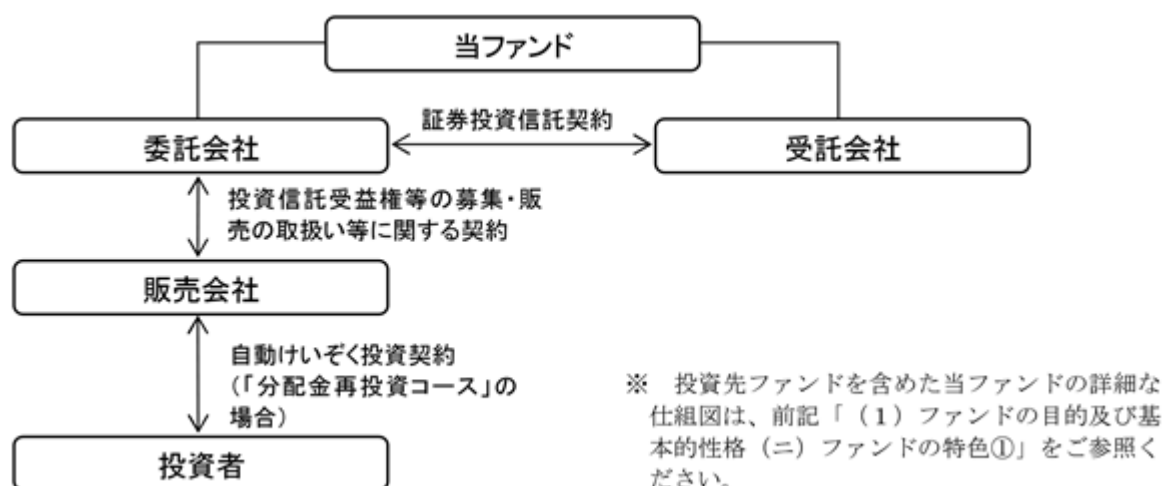 当ファンド
証券投資信託契約
委託会社
受託会社
投資信託受益権等の募集・販
売の取扱い等に関する契約
販売会社
自動けいぞく投資契約
(「分配金再投資コース」の
場合)
投資者
※　投資先ファンドを含めた当ファンドの詳細な
仕組図は、前記「（1）ファンドの目的及び基
本的性格（ニ）ファンドの特色①」をご参照く
ださい。